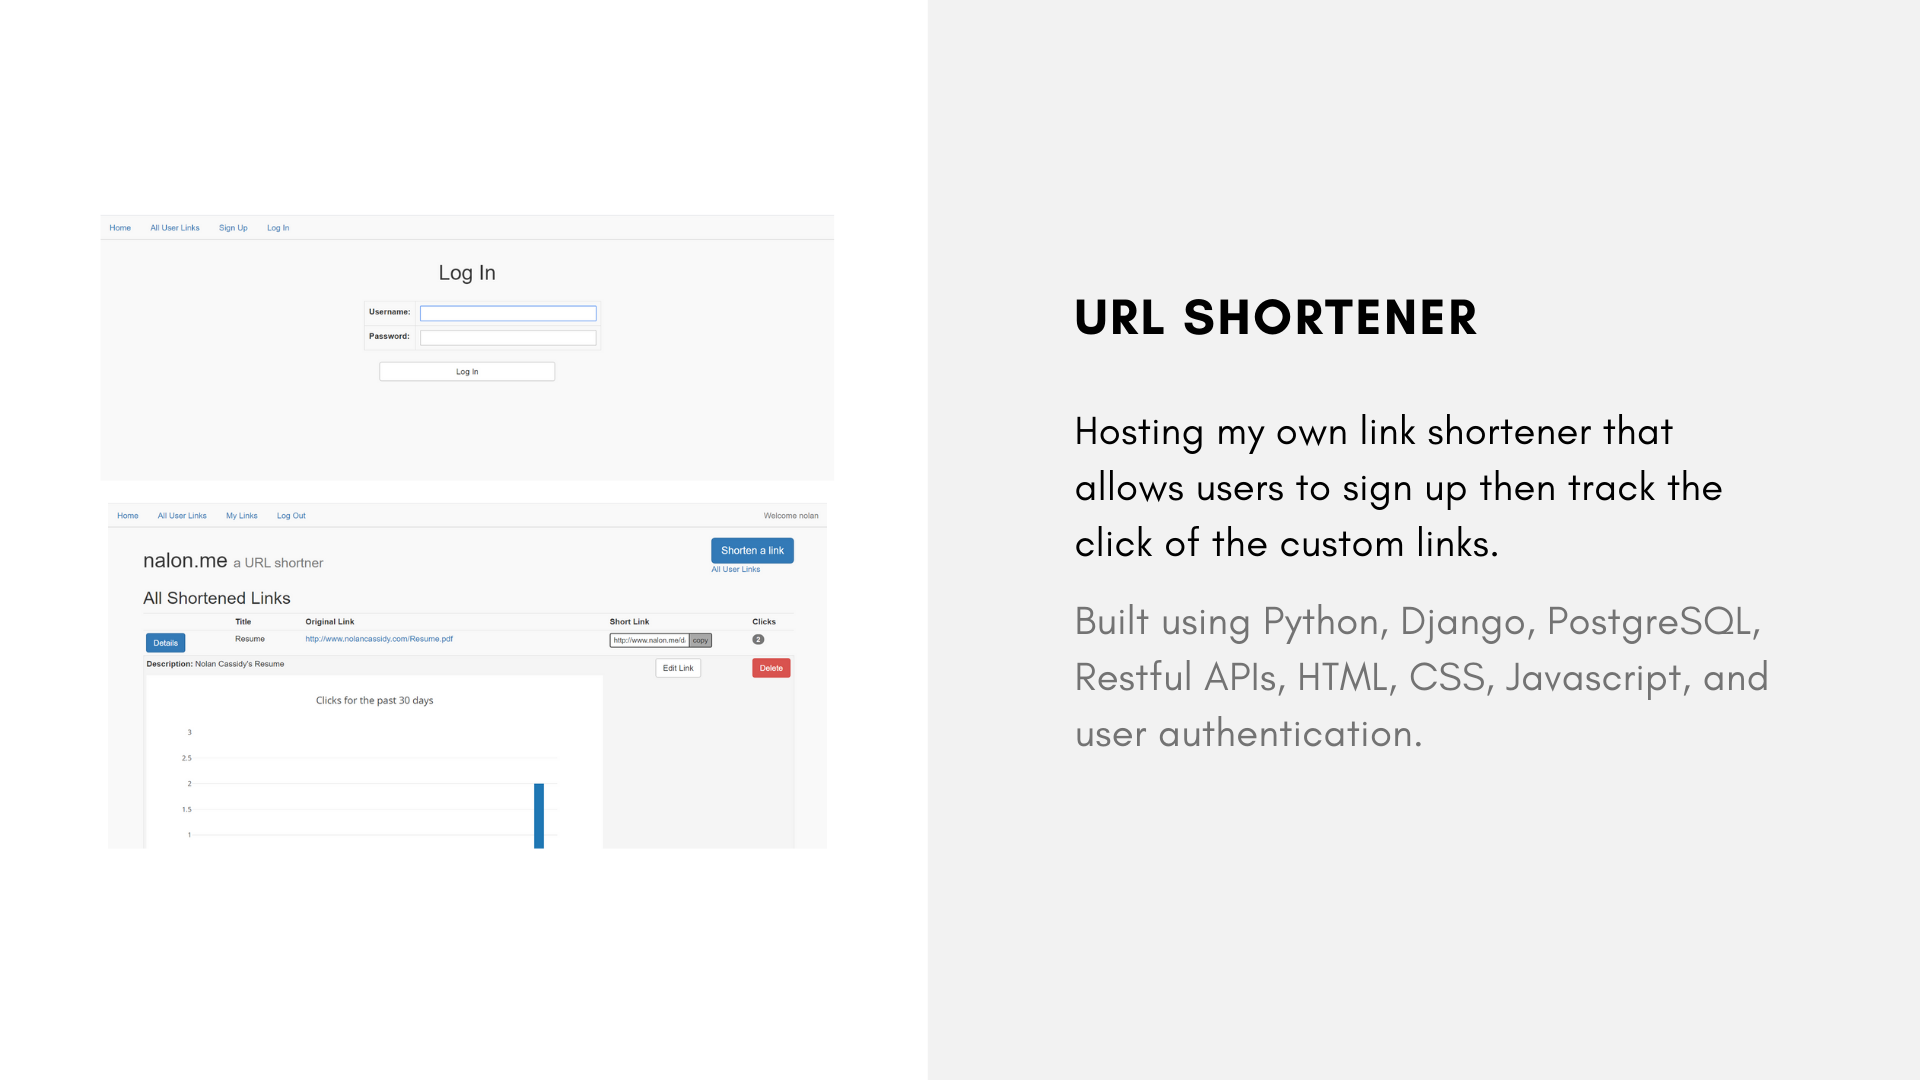 Home All User Links Sign Up Log In
Log In
Username:
Password:
Log In
Home All User Links My Links Log Out Welcome nolan
nalon.me a URL shortner
Shorten a link
All User Links
All Shortened Links
Title Original Link Short Link Clicks
Details Resume http://www.nolancassidy.com/Resume.pdf http://www.nalon.me/d copy 2
Description: Nolan Cassidy's Resume Edit Link Delete
Clicks for the past 30 days
3
2.5
2
1.5
1
URL SHORTENER
Hosting my own link shortener that
allows users to sign up then track the
click of the custom links.
Built using Python, Django, PostgreSQL,
Restful APIs, HTML, CSS, Javascript, and
user authentication.